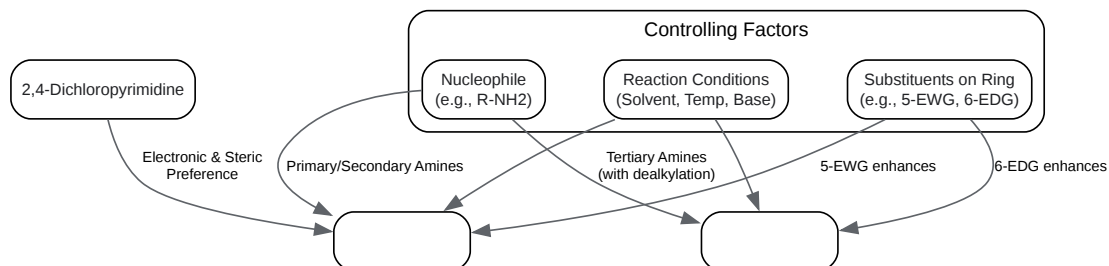 Controlling Factors
2,4-Dichloropyrimidine
Nucleophile
(e.g., R-NH2)
Reaction Conditions
(Solvent, Temp, Base)
Substituents on Ring
(e.g., 5-EWG, 6-EDG)
Electronic & Steric
Preference
Primary/Secondary Amines
Tertiary Amines
(with dealkylation)
5-EWG enhances
6-EDG enhances